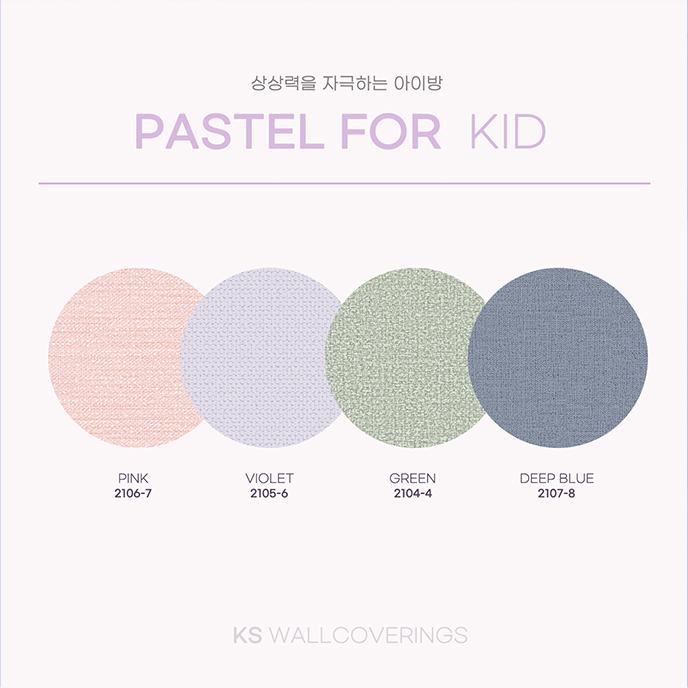 상상력을 자극하는 아이방
PASTEL FOR KID
PINK
2106-7
VIOLET
2105-6
GREEN
2104-4
DEEP BLUE
2107-8
KS WALLCOVERINGS